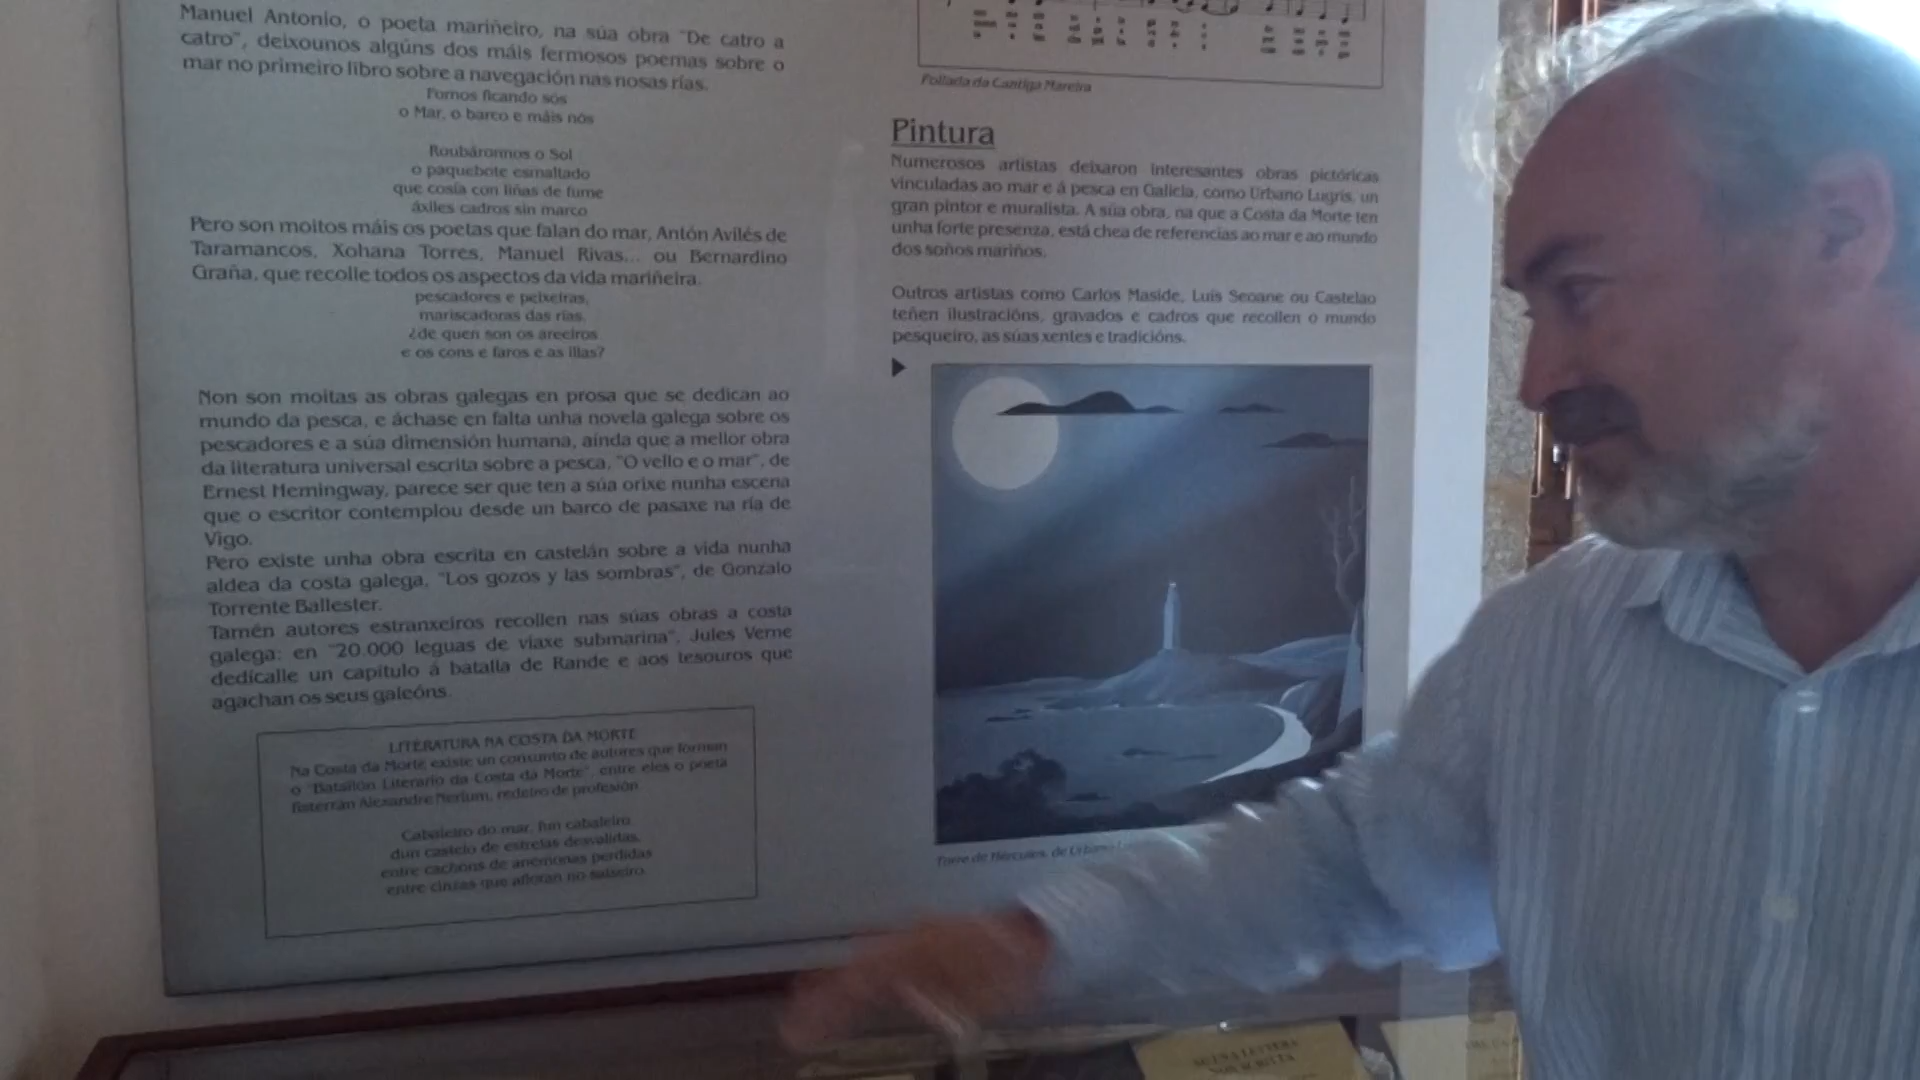 Manuel Antonio, o poeta mariñeiro, na súa obra "De catro a
catro", deixounos algúns dos máis fermosos poemas sobre o
mar no primeiro libro sobre a navegación nas nosas rías.
Fomos ficando sós
o Mar, o barco e máis nós
Roubáronnos o Sol
o paquebote esmaltado
que cosía con liñas de fume
áxiles cadros sin marco
Pero son moitos máis os poetas que falan do mar, Antón Avilés de
Taramancos, Xohana Torres, Manuel Rivas... ou Bernardino
Graña, que recolle todos os aspectos da vida mariñeira.
pescadores e peixeiras,
mariscadoras das rías,
¿de quen son os areeiros
e os cons e faros e as illas?
Non son moitas as obras galegas en prosa que se dedican ao
mundo da pesca, e áchase en falta unha novela galega sobre os
pescadores e a súa dimensión humana, aínda que a mellor obra
da literatura universal escrita sobre a pesca, "O vello e o mar", de
Ernest Hemingway, parece ser que ten a súa orixe nunha escena
que o escritor contemplou desde un barco de pasaxe na ría de
Vigo.
Pero existe unha obra escrita en castelán sobre a vida nunha
aldea da costa galega, "Los gozos y las sombras", de Gonzalo
Torrente Ballester.
Tamén autores estranxeiros recollen nas súas obras a costa
galega: en "20.000 leguas de viaxe submarina", Jules Verne
dedícalle un capítulo á batalla de Rande e aos tesouros que
agachan os seus galeóns.
LITERATURA NA COSTA DA MORTE
Na Costa da Morte existe un conxunto de autores que forman
o "Batallón Literario da Costa da Morte", entre eles o poeta
fisterrán Alexandre Nerium, redeiro de profesión.
Cabaleiro do mar, fun cabaleiro
dun castelo de estrelas desvalidas,
entre cachóns de anémonas perdidas
entre cinzas que afloran no salseiro.
Foliada da Cantiga Mareira
Pintura
Numerosos artistas deixaron interesantes obras pictóricas
vinculadas ao mar e á pesca en Galicia, como Urbano Lugrís, un
gran pintor e muralista. A súa obra, na que a Costa da Morte ten
unha forte presenza, está chea de referencias ao mar e ao mundo
dos soños mariños.
Outros artistas como Carlos Maside, Luis Seoane ou Castelao
teñen ilustracións, gravados e cadros que recollen o mundo
pesqueiro, as súas xentes e tradicións.
Torre de Hércules, de Urbano